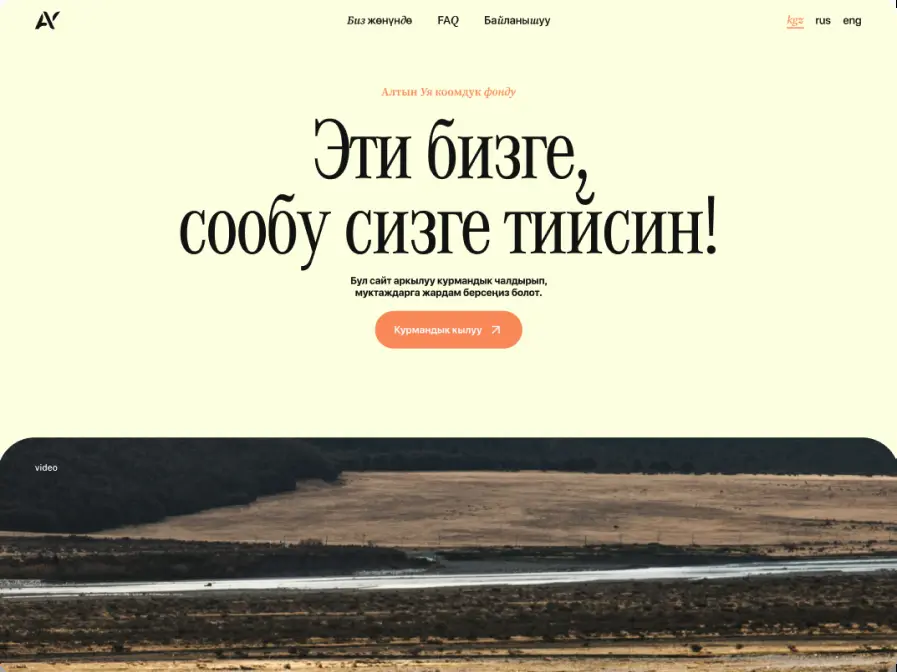 AY
Биз жөнүндө FAQ Байланышуу
kgz rus eng
Алтын Уя коомдук фонду
Эти бизге,
сообу сизге тийсин!
Бул сайт аркылуу курмандык чалдырып,
муктаждарга жардам берсеңиз болот.
Курмандык кылуу
video